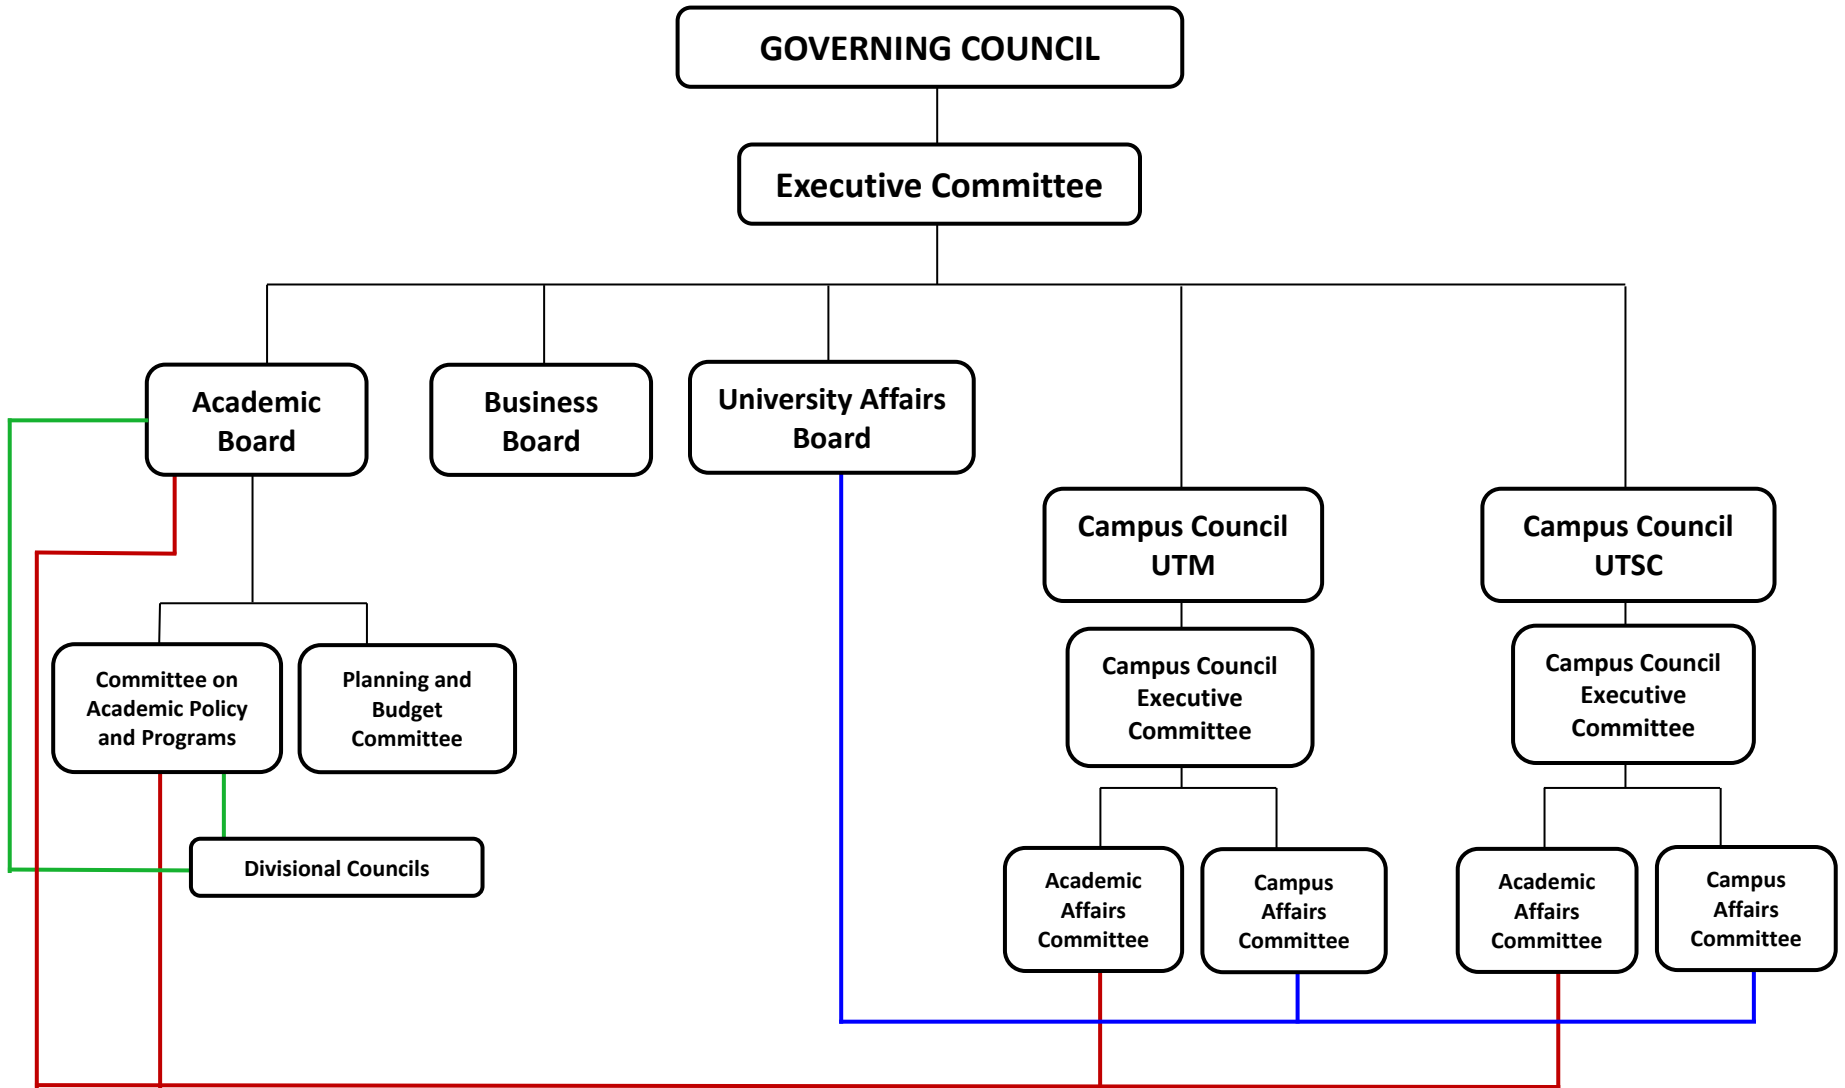 GOVERNING COUNCIL
Executive Committee
Academic
Board
Business
Board
University Affairs
Board
Campus Council
UTM
Campus Council
UTSC
Committee on
Academic Policy
and Programs
Planning and
Budget
Committee
Campus Council
Executive
Committee
Campus Council
Executive
Committee
Divisional Councils
Academic
Affairs
Committee
Campus
Affairs
Committee
Academic
Affairs
Committee
Campus
Affairs
Committee